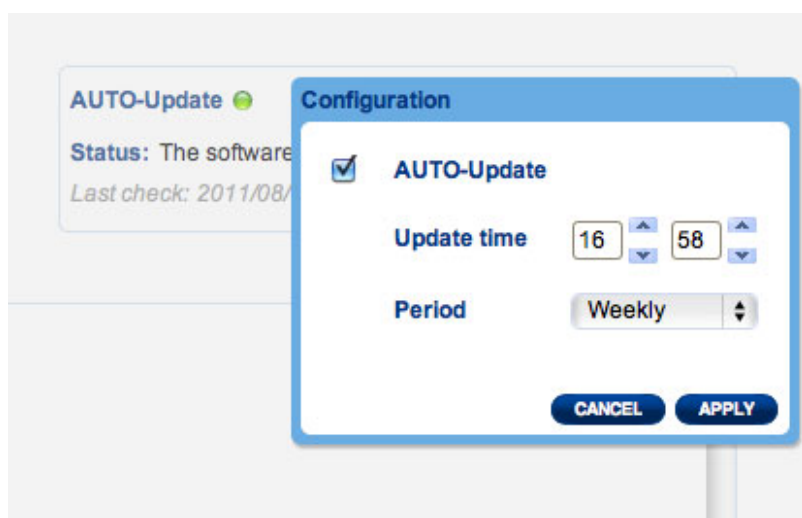 AUTO-Update
Status: The software
Last check: 2011/08/
Configuration
AUTO-Update
Update time 16 58
Period Weekly
CANCEL APPLY